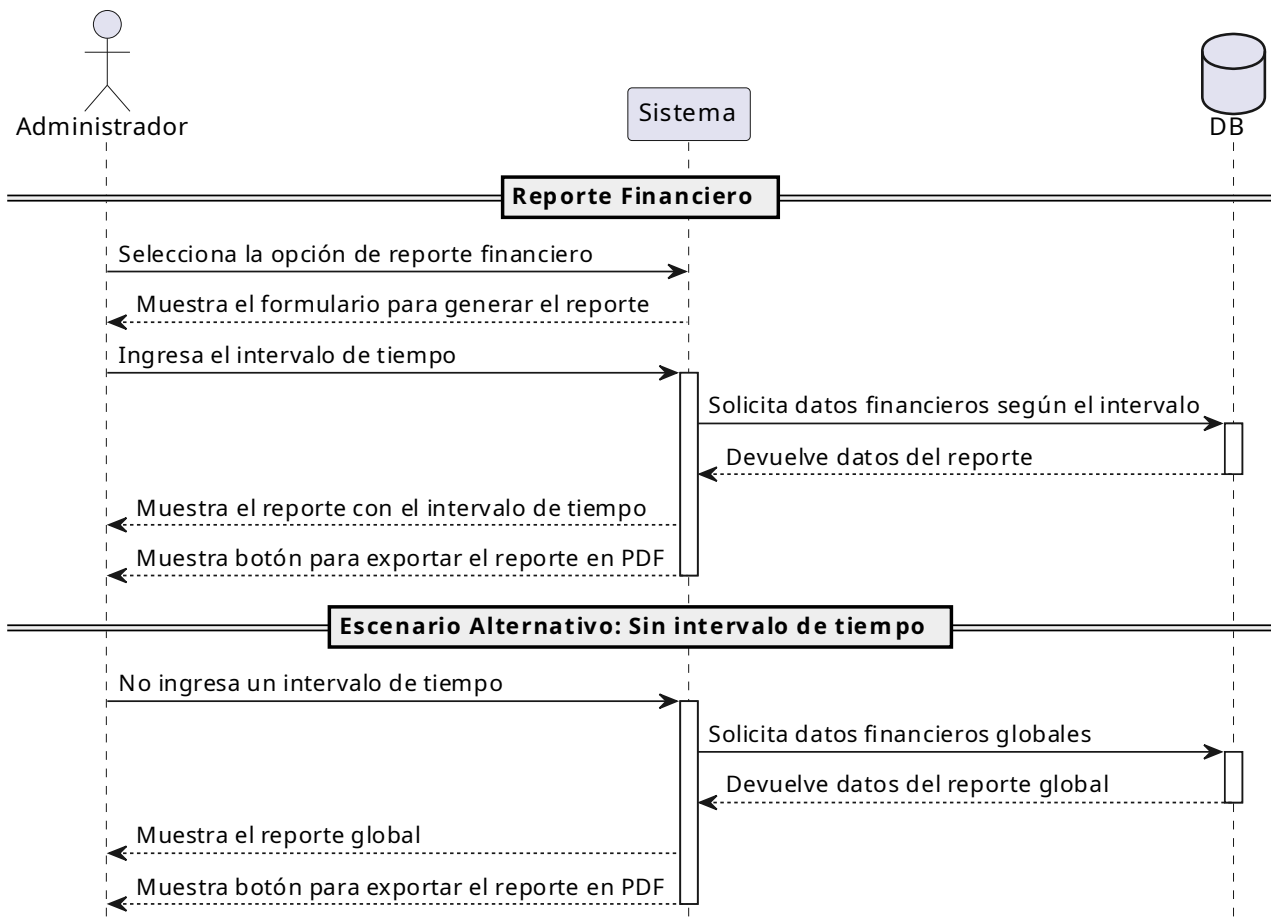 Administrador
Sistema
DB
Reporte Financiero
Selecciona la opción de reporte financiero
Muestra el formulario para generar el reporte
Ingresa el intervalo de tiempo
Solicita datos financieros según el intervalo
Devuelve datos del reporte
Muestra el reporte con el intervalo de tiempo
Muestra botón para exportar el reporte en PDF
Escenario Alternativo: Sin intervalo de tiempo
No ingresa un intervalo de tiempo
Solicita datos financieros globales
Devuelve datos del reporte global
Muestra el reporte global
Muestra botón para exportar el reporte en PDF